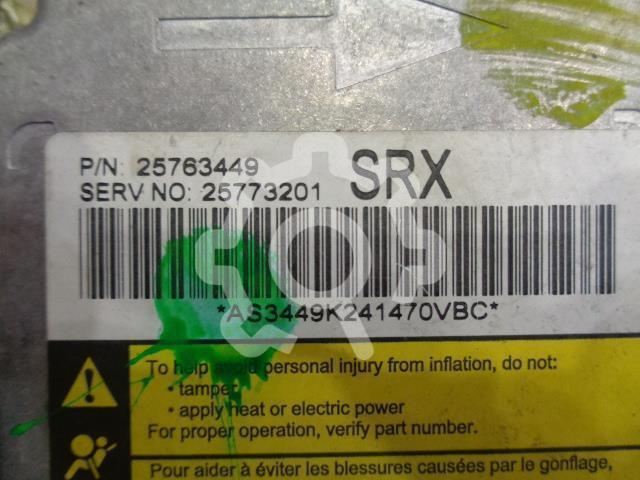 P/N: 25763449
SERV NO: 25773201
SRX
*AS3449K241470VBC*
To help avoid personal injury from inflation, do not:
• tamper
• apply heat or electric power
For proper operation, verify part number.
Pour aider à éviter les blessures causées par le gonflage,